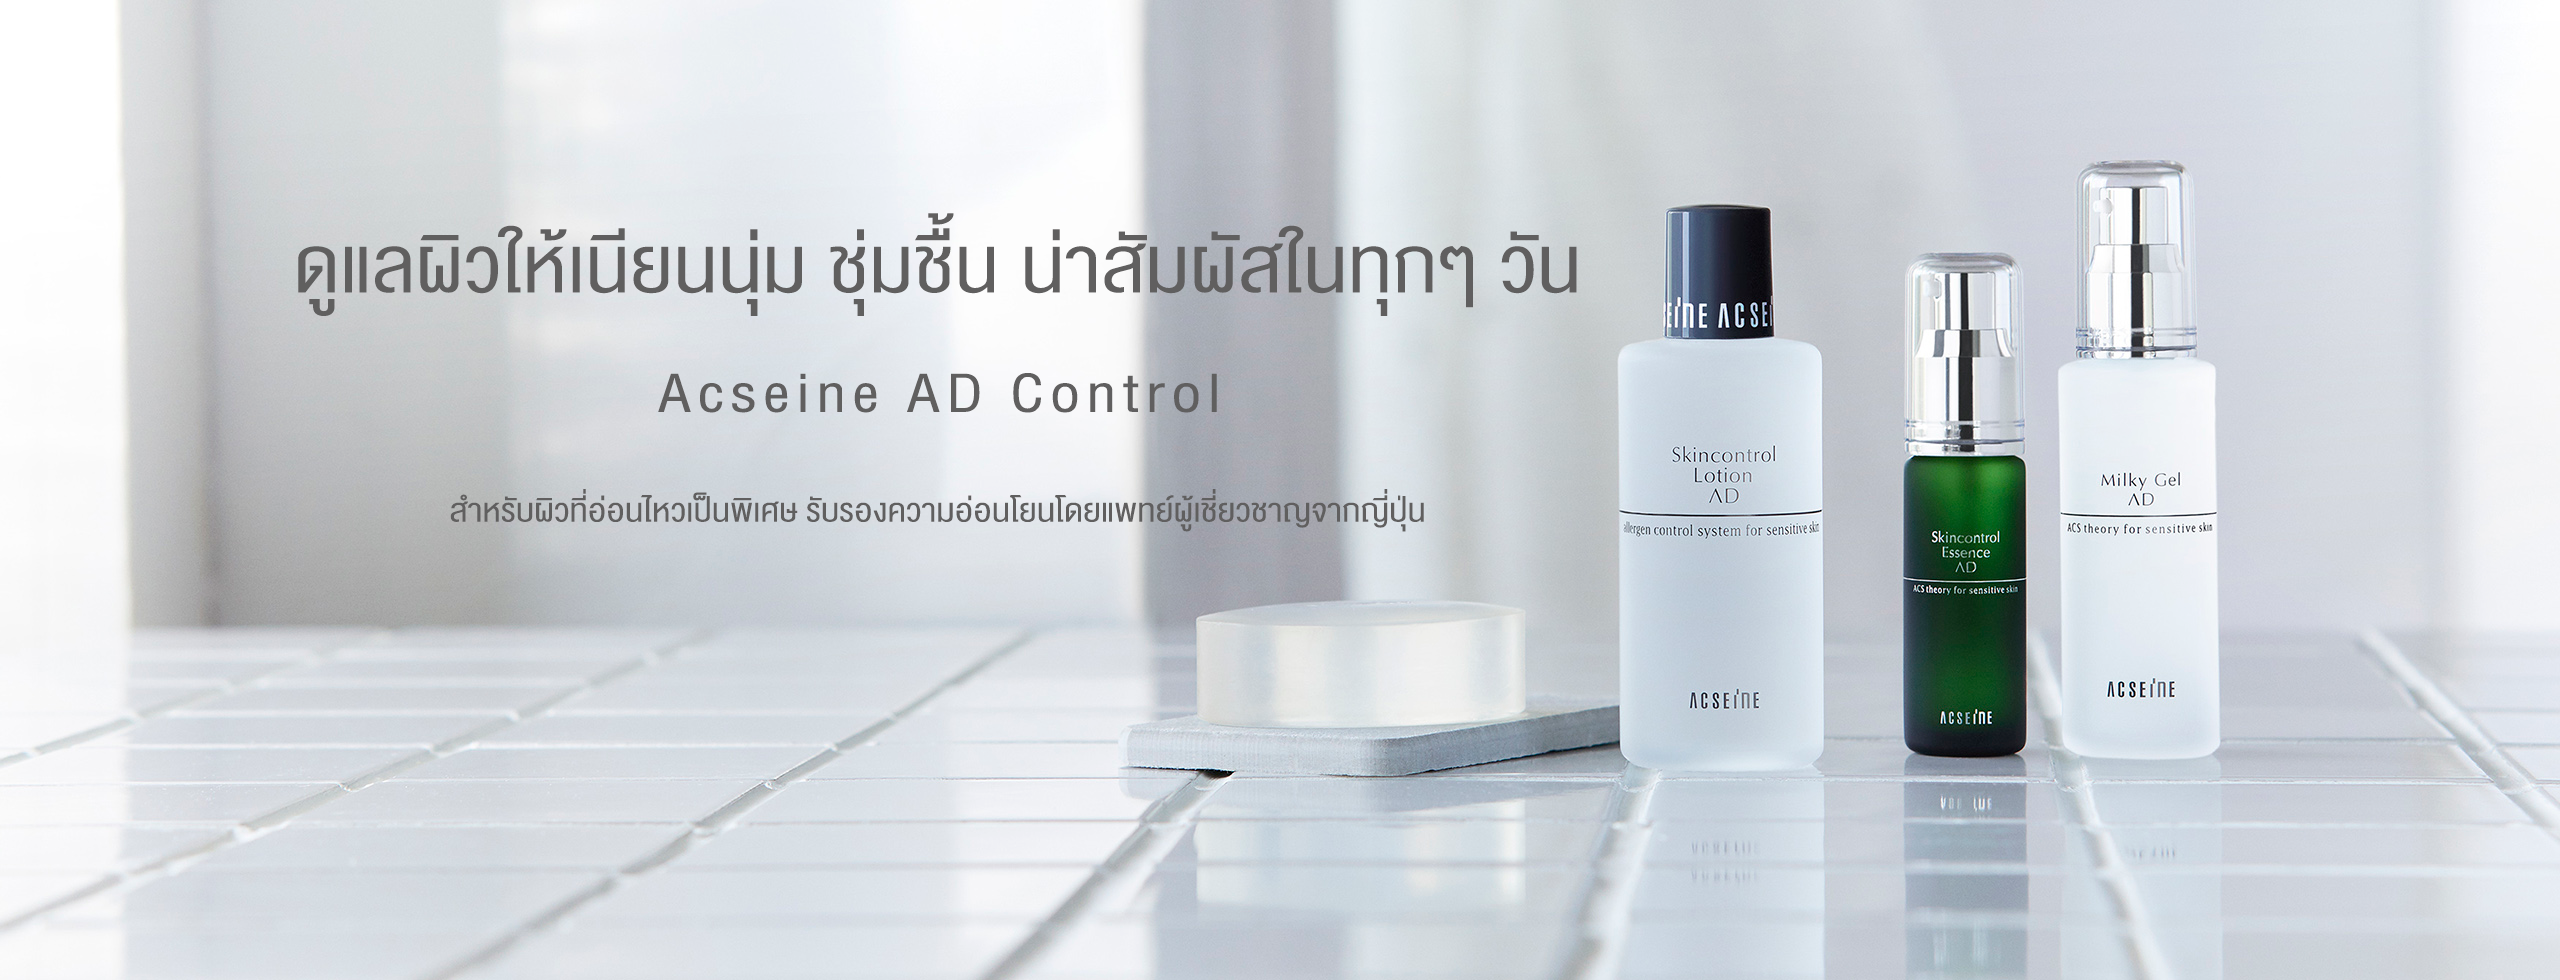 ดูแลผิวให้เนียนนุ่ม ชุ่มชื้น น่าสัมผัสในทุกๆ วัน
Acseine AD Control
สำหรับผิวที่อ่อนไหวเป็นพิเศษ รับรองความอ่อนโยนโดยแพทย์ผู้เชี่ยวชาญจากญี่ปุ่น
ACSEINE
Skincontrol
Lotion
AD
allergen control system for sensitive skin
ACSEINE
Skincontrol
Essence
AD
ACS theory for sensitive skin
ACSEINE
Milky Gel
AD
ACS theory for sensitive skin
ACSEINE